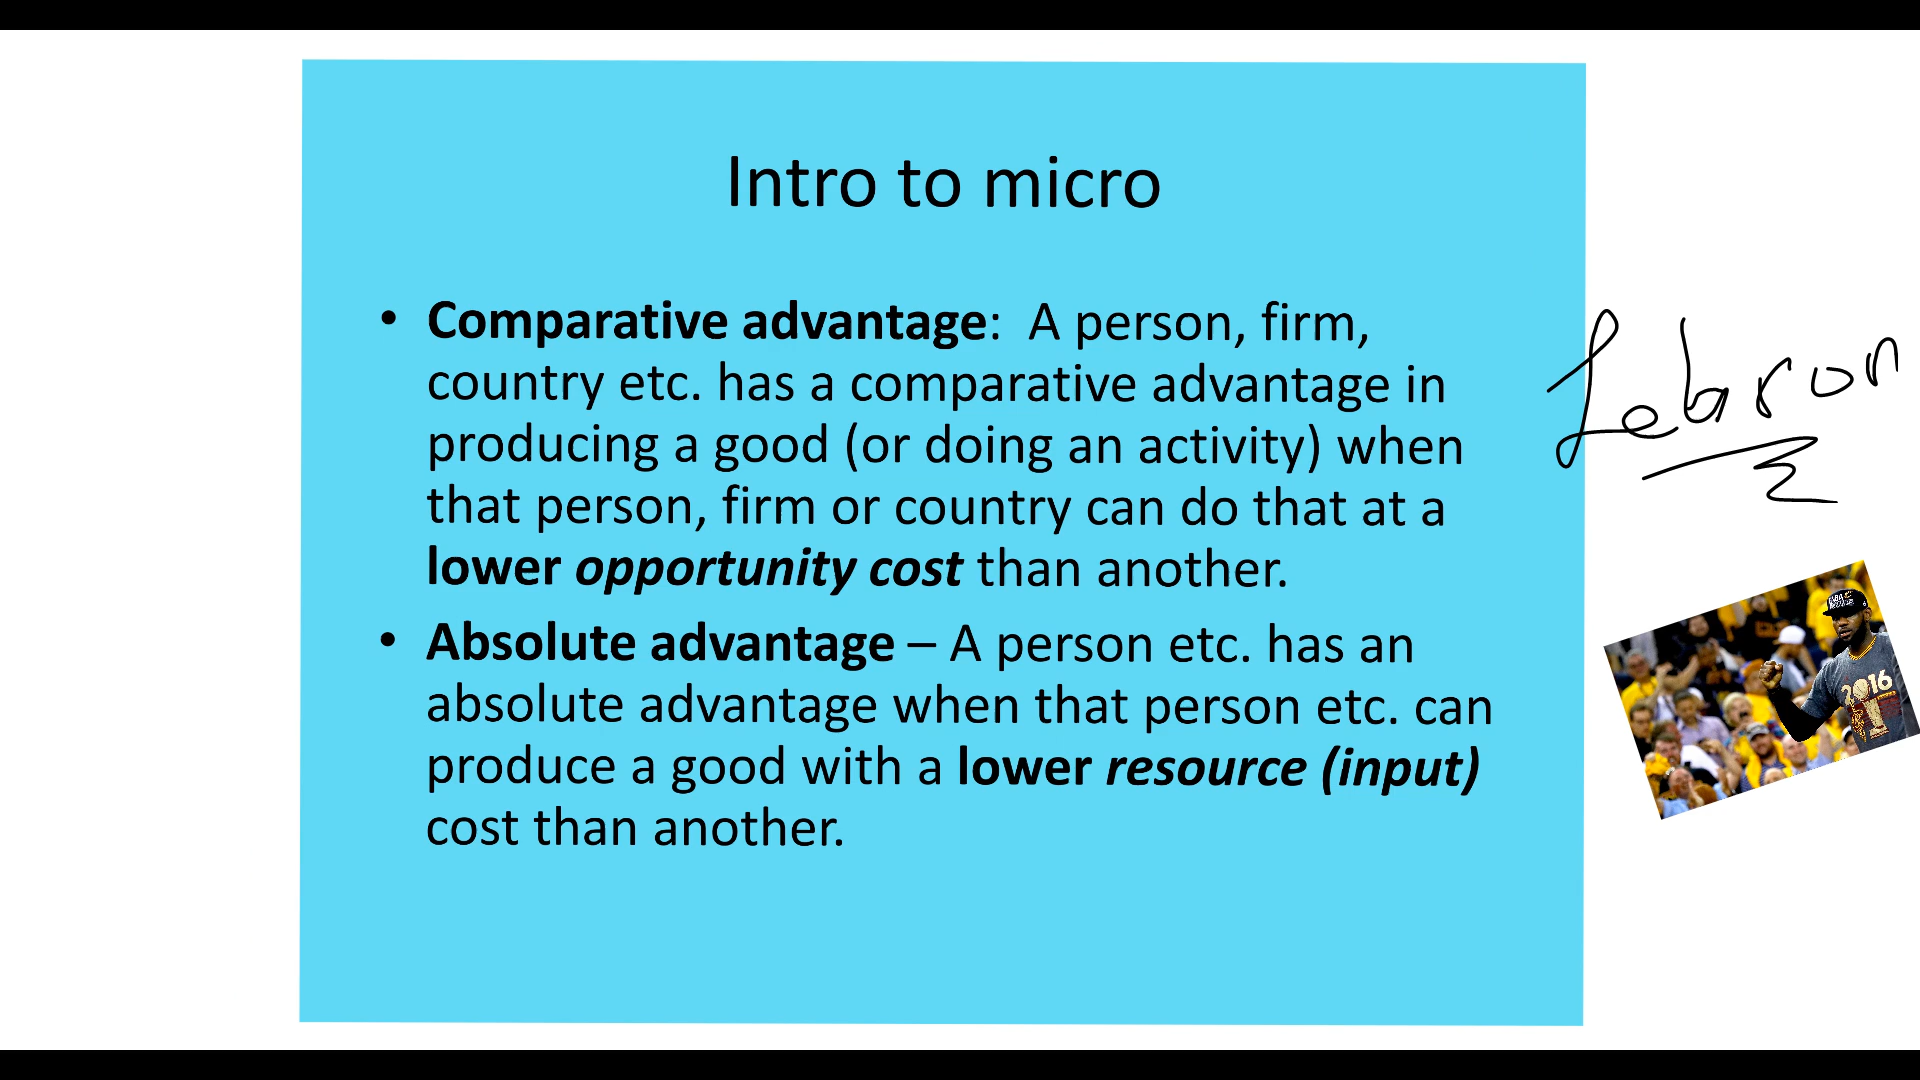 Intro to micro
• Comparative advantage:  A person, firm,
country etc. has a comparative advantage in
producing a good (or doing an activity) when
that person, firm or country can do that at a
lower opportunity cost than another.
• Absolute advantage – A person etc. has an
absolute advantage when that person etc. can
produce a good with a lower resource (input)
cost than another.
Lebron
2016